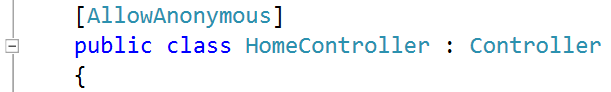 [AllowAnonymous]
public class HomeController : Controller
{